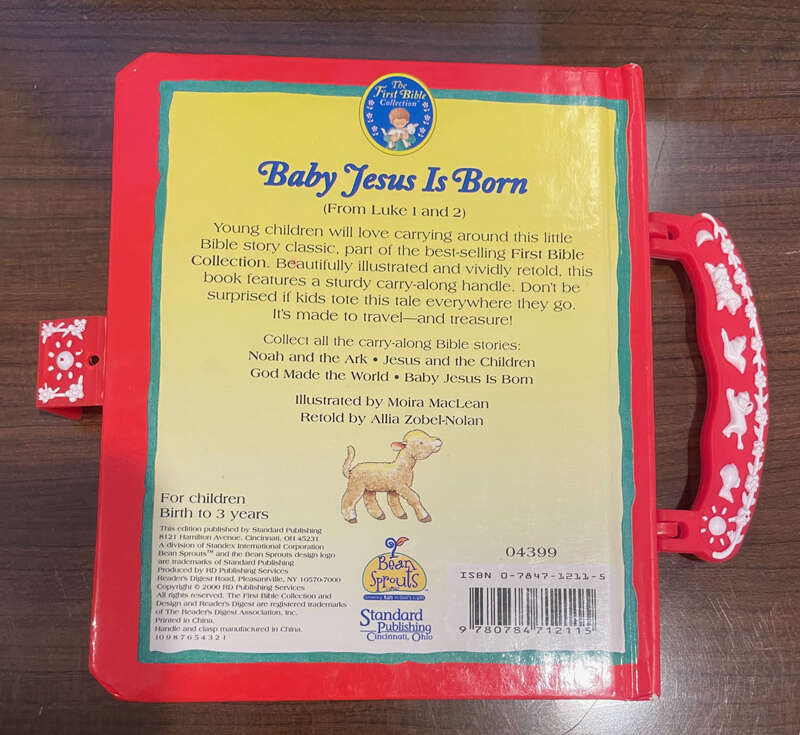 The
First Bible
Collection
Baby Jesus Is Born
(From Luke 1 and 2)
Young children will love carrying around this little
Bible story classic, part of the best-selling First Bible
Collection. Beautifully illustrated and vividly retold, this
book features a sturdy carry-along handle. Don't be
surprised if kids tote this tale everywhere they go.
It's made to travel—and treasure!
Collect all the carry-along Bible stories:
Noah and the Ark • Jesus and the Children
God Made the World • Baby Jesus Is Born
Illustrated by Moira MacLean
Retold by Allia Zobel-Nolan
For children
Birth to 3 years
This edition published by Standard Publishing
8121 Hamilton Avenue, Cincinnati, OH 45231
A division of Standex International Corporation
Bean Sprouts™ and the Bean Sprouts design logo
are trademarks of Standard Publishing
Produced by RD Publishing Services
Reader's Digest Road, Pleasantville, NY 10570-7000
Copyright © 2000 RD Publishing Services
All rights reserved. The First Bible Collection and
Design and Reader's Digest are registered trademarks
of The Reader's Digest Association, Inc.
Printed in China.
Handle and clasp manufactured in China.
10 9 8 7 6 5 4 3 2 1
Bean
Sprouts
Standard
Publishing
Cincinnati, Ohio
04399
ISBN 0-7847-1211-5
9 780784 712115